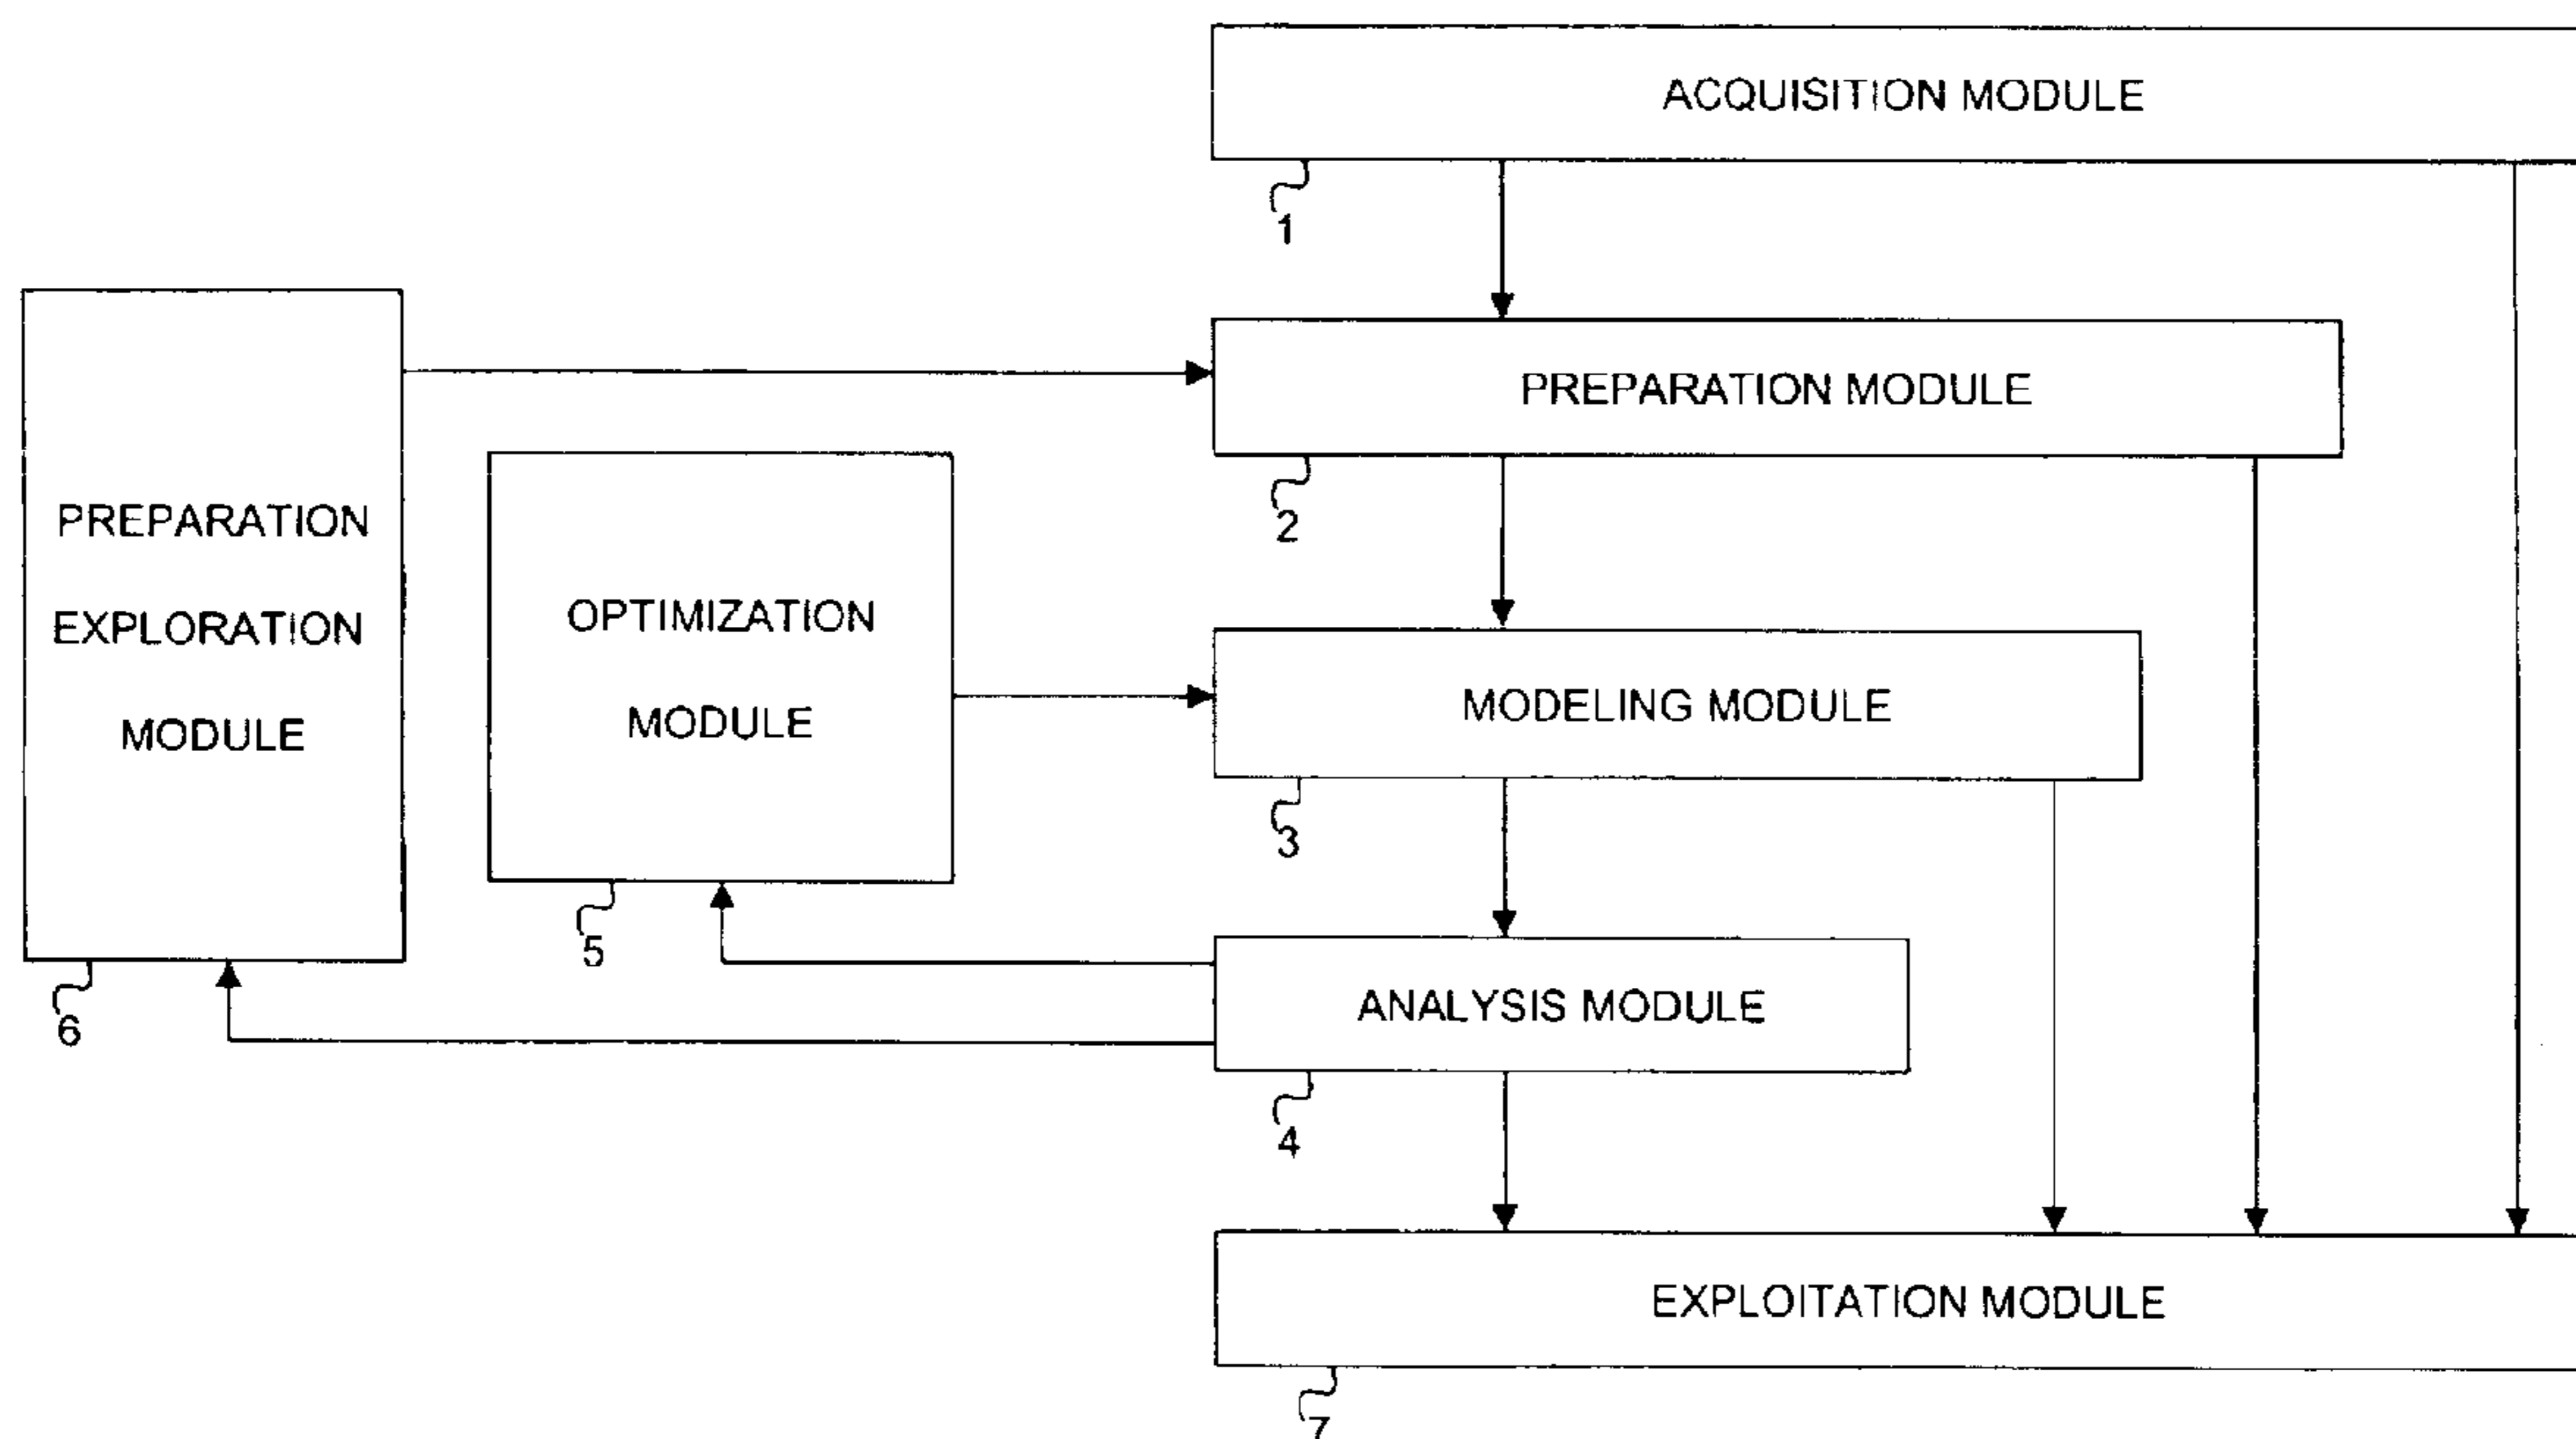 ACQUISITION MODULE
1
PREPARATION MODULE
2
PREPARATION
EXPLORATION
MODULE
6
OPTIMIZATION
MODULE
5
MODELING MODULE
3
ANALYSIS MODULE
4
EXPLOITATION MODULE
7